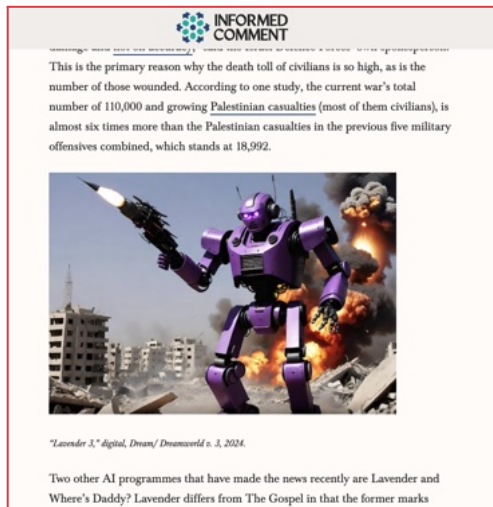 INFORMED
COMMENT
This is the primary reason why the death toll of civilians is so high, as is the
number of those wounded. According to one study, the current war's total
number of 110,000 and growing Palestinian casualties (most of them civilians), is
almost six times more than the Palestinian casualties in the previous five military
offensives combined, which stands at 18,992.
"Lavender 3," digital, Dream/ Dreamworld v. 3, 2024.
Two other AI programmes that have made the news recently are Lavender and
Where's Daddy? Lavender differs from The Gospel in that the former marks